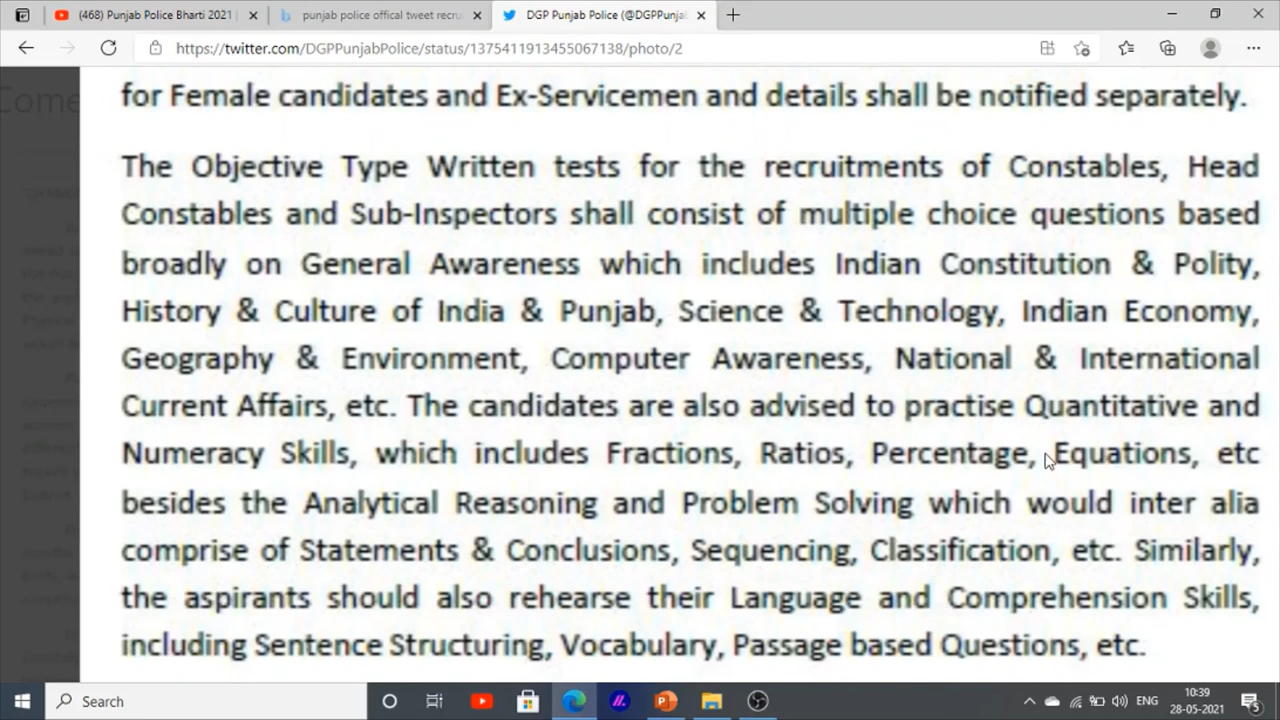 (468) Punjab Police Bharti 2021
punjab police offical tweet recru
DGP Punjab Police (@DGPPunja
https://twitter.com/DGPPunjabPolice/status/1375411913455067138/photo/2
for Female candidates and Ex-Servicemen and details shall be notified separately.
The Objective Type Written tests for the recruitments of Constables, Head
Constables and Sub-Inspectors shall consist of multiple choice questions based
broadly on General Awareness which includes Indian Constitution & Polity,
History & Culture of India & Punjab, Science & Technology, Indian Economy,
Geography & Environment, Computer Awareness, National & International
Current Affairs, etc. The candidates are also advised to practise Quantitative and
Numeracy Skills, which includes Fractions, Ratios, Percentage, Equations, etc
besides the Analytical Reasoning and Problem Solving which would inter alia
comprise of Statements & Conclusions, Sequencing, Classification, etc. Similarly,
the aspirants should also rehearse their Language and Comprehension Skills,
including Sentence Structuring, Vocabulary, Passage based Questions, etc.
Search
ENG
10:39
28-05-2021
5